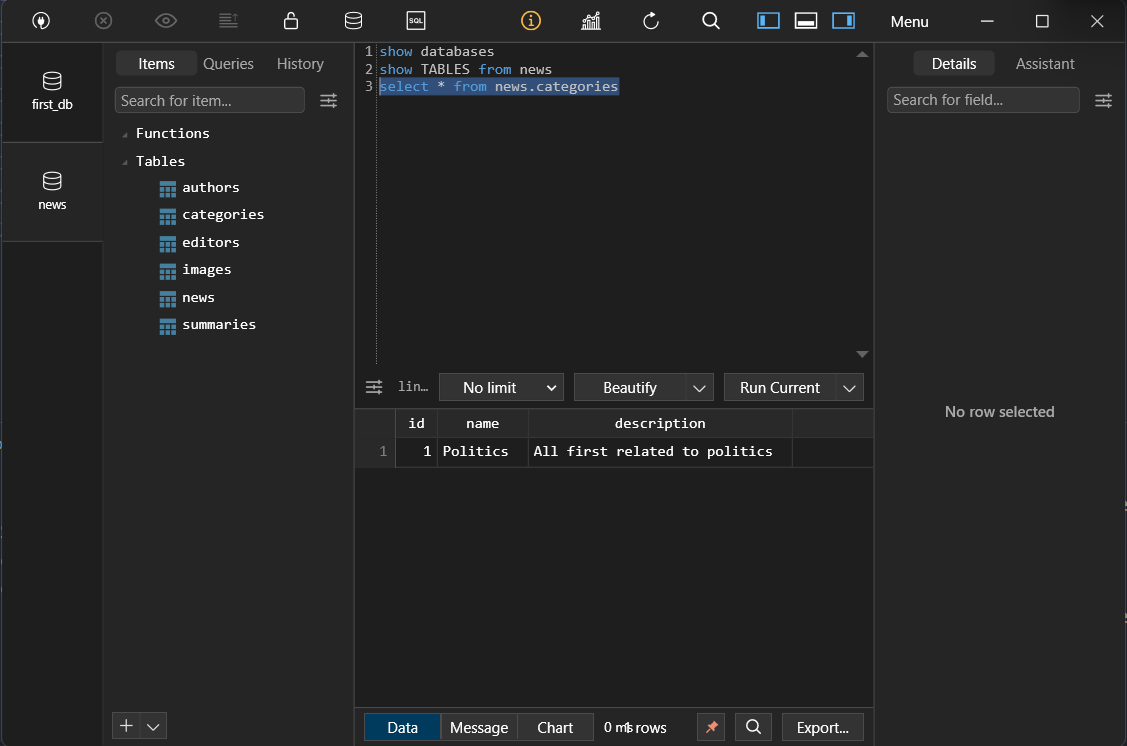 SQL
Menu
first_db
news
Items Queries History
Search for item...
Functions
Tables
authors
categories
editors
images
news
summaries
1 show databases
2 show TABLES from news
3 select * from news.categories
lin... No limit Beautify Run Current
id name description
1 1 Politics All first related to politics
Data Message Chart 0 ms rows Export...
Details Assistant
Search for field...
No row selected